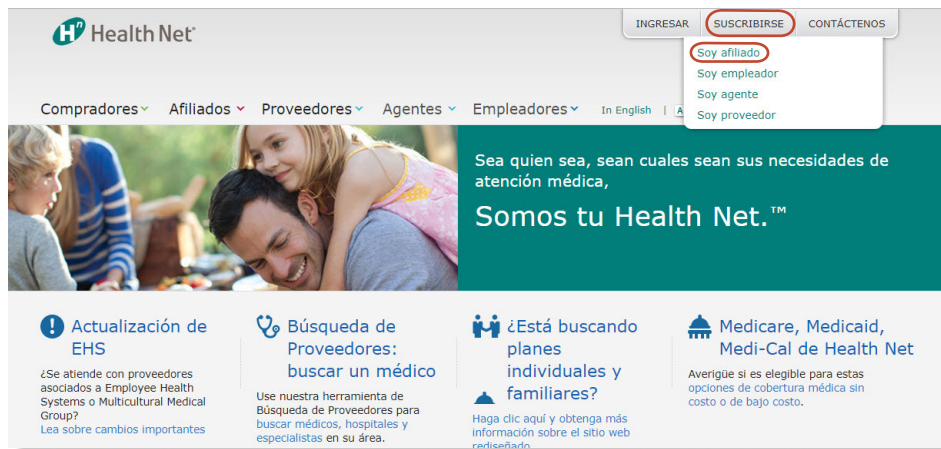 Health Net
INGRESAR
SUSCRIBIRSE
CONTÁCTENOS
Soy afiliado
Soy empleador
Soy agente
Soy proveedor
Compradores
Afiliados
Proveedores
Agentes
Empleadores
In English | A
Sea quien sea, sean cuales sean sus necesidades de
atención médica,
Somos tu Health Net.™
Actualización de
EHS
¿Se atiende con proveedores
asociados a Employee Health
Systems o Multicultural Medical
Group?
Lea sobre cambios importantes
Búsqueda de
Proveedores:
buscar un médico
Use nuestra herramienta de
Búsqueda de Proveedores para
buscar médicos, hospitales y
especialistas en su área.
¿Está buscando
planes
individuales y
familiares?
Haga clic aquí y obtenga más
información sobre el sitio web
rediseñado
Medicare, Medicaid,
Medi-Cal de Health Net
Averigüe si es elegible para estas
opciones de cobertura médica sin
costo o de bajo costo.